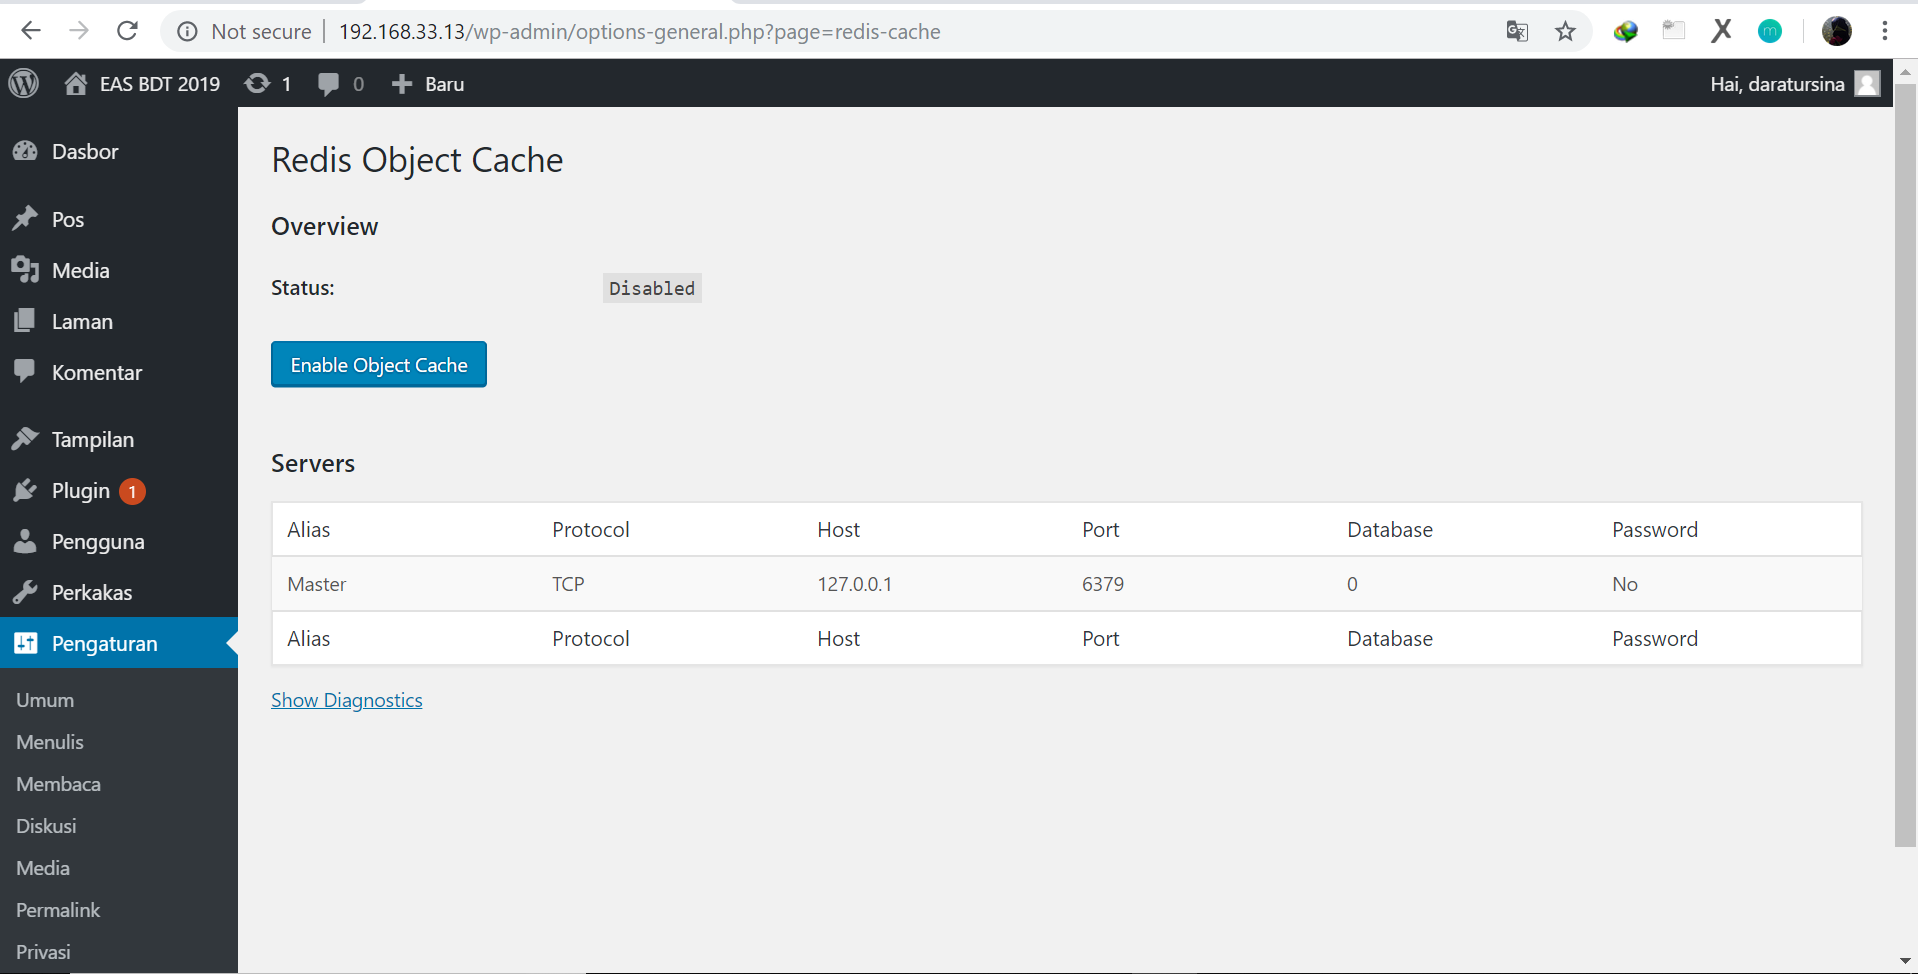 Not secure 192.168.33.13/wp-admin/options-general.php?page=redis-cache
EAS BDT 2019 1 0 Baru Hai, daratursina
Dasbor
Pos
Media
Laman
Komentar
Tampilan
Plugin 1
Pengguna
Perkakas
Pengaturan
Umum
Menulis
Membaca
Diskusi
Media
Permalink
Privasi
Redis Object Cache
Overview
Status: Disabled
Enable Object Cache
Servers
Alias Protocol Host Port Database Password
Master TCP 127.0.0.1 6379 0 No
Alias Protocol Host Port Database Password
Show Diagnostics